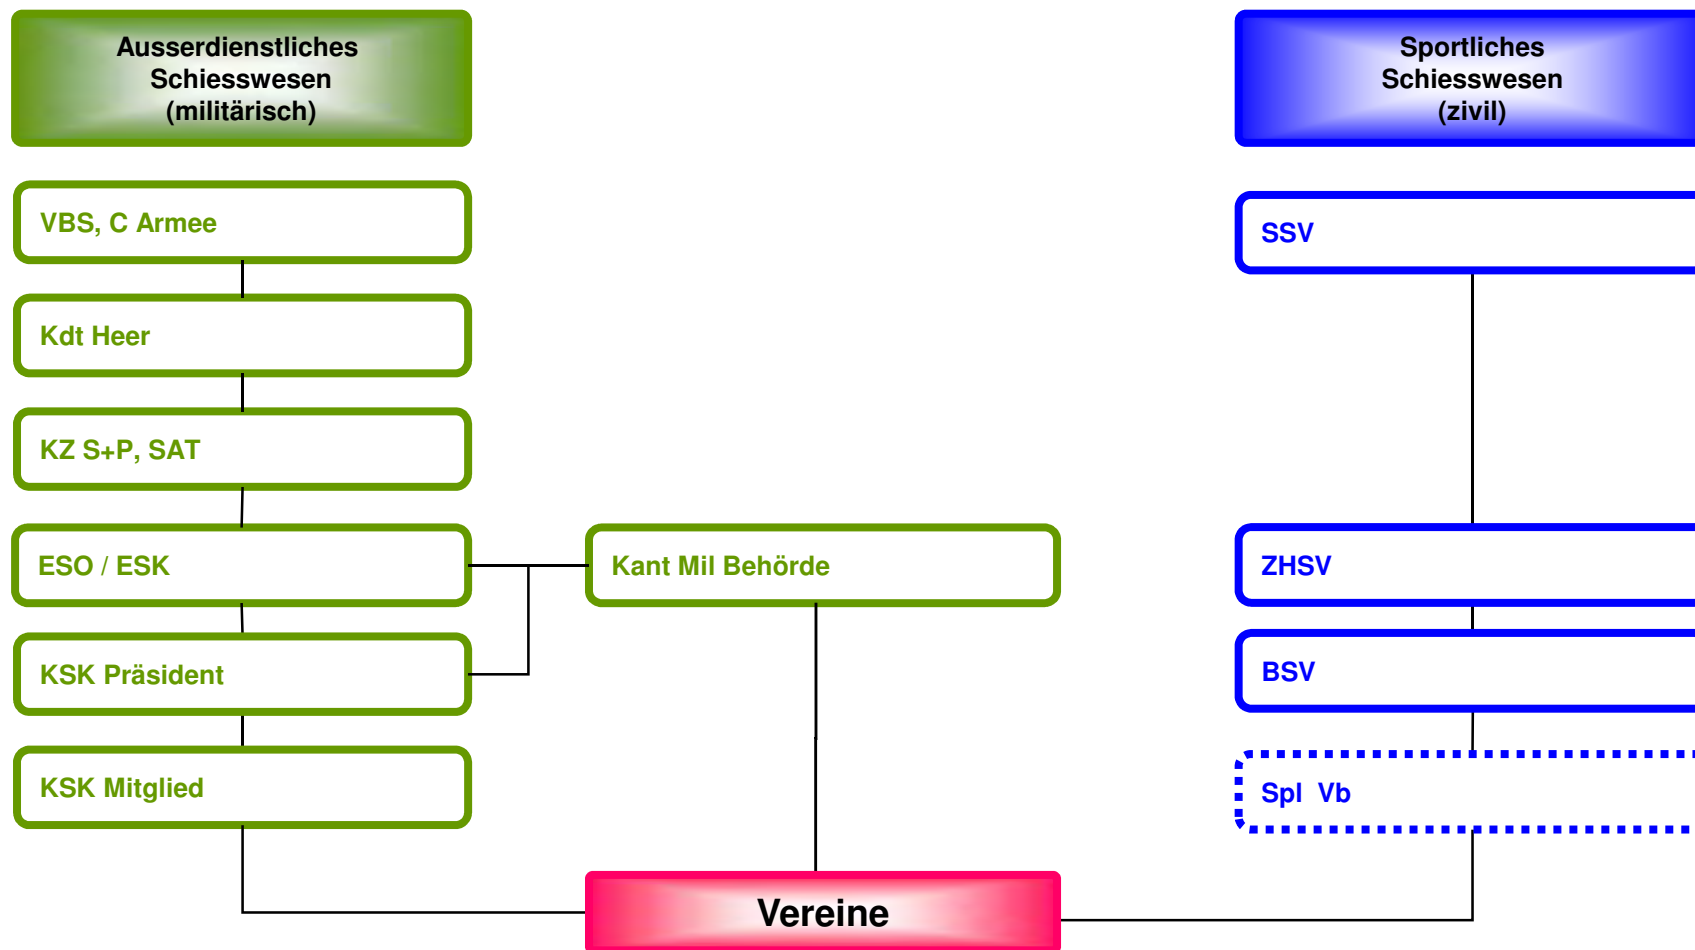 Ausserdienstliches
Schiesswesen
(militärisch)
Sportliches
Schiesswesen
(zivil)
VBS, C Armee
SSV
Kdt Heer
KZ S+P, SAT
ESO / ESK
Kant Mil Behörde
ZHSV
KSK Präsident
BSV
KSK Mitglied
Spl Vb
Vereine